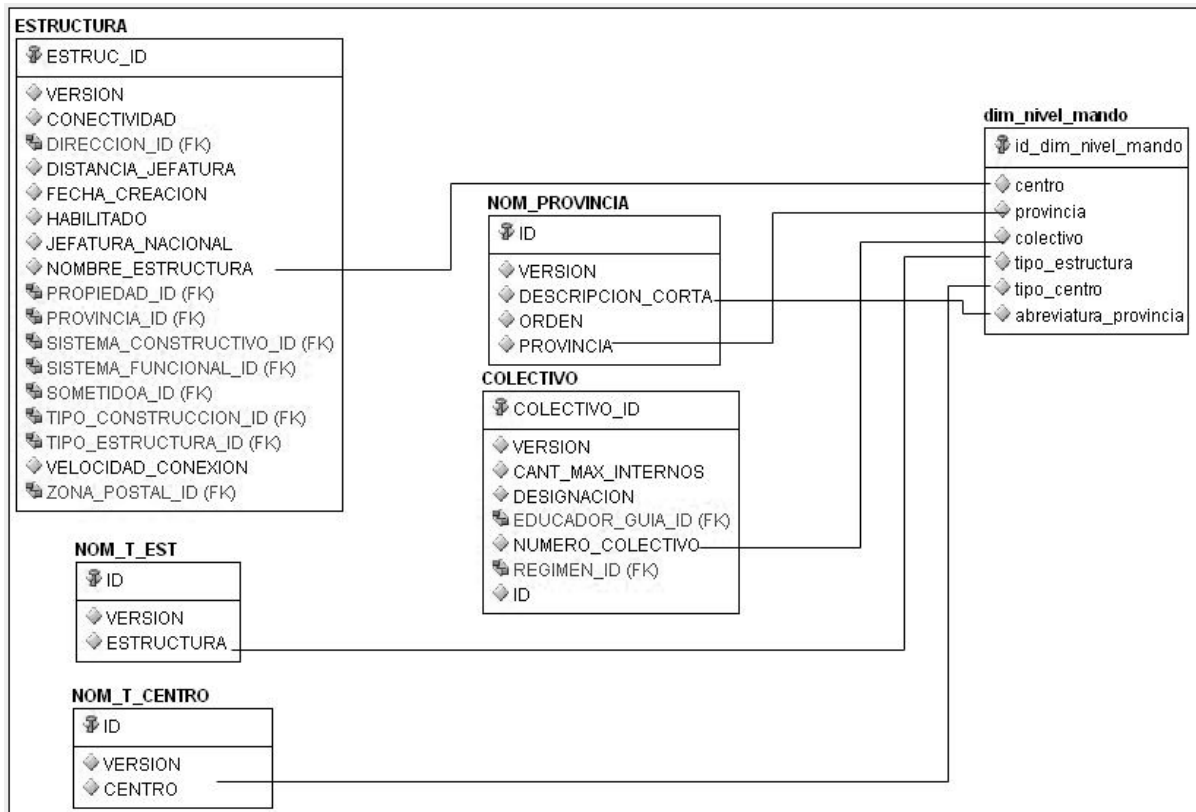 ESTRUCTURA
ESTRUC_ID
VERSION
CONECTIVIDAD
DIRECCION_ID (FK)
DISTANCIA_JEFATURA
FECHA_CREACION
HABILITADO
JEFATURA_NACIONAL
NOMBRE_ESTRUCTURA
PROPIEDAD_ID (FK)
PROVINCIA_ID (FK)
SISTEMA_CONSTRUCTIVO_ID (FK)
SISTEMA_FUNCIONAL_ID (FK)
SOMETIDOA_ID (FK)
TIPO_CONSTRUCCION_ID (FK)
TIPO_ESTRUCTURA_ID (FK)
VELOCIDAD_CONEXION
ZONA_POSTAL_ID (FK)
NOM_T_EST
ID
VERSION
ESTRUCTURA
NOM_T_CENTRO
ID
VERSION
CENTRO
NOM_PROVINCIA
ID
VERSION
DESCRIPCION_CORTA
ORDEN
PROVINCIA
COLECTIVO
COLECTIVO_ID
VERSION
CANT_MAX_INTERNOS
DESIGNACION
EDUCADOR_GUIA_ID (FK)
NUMERO_COLECTIVO
REGIMEN_ID (FK)
ID
dim_nivel_mando
id_dim_nivel_mando
centro
provincia
colectivo
tipo_estructura
tipo_centro
abreviatura_provincia